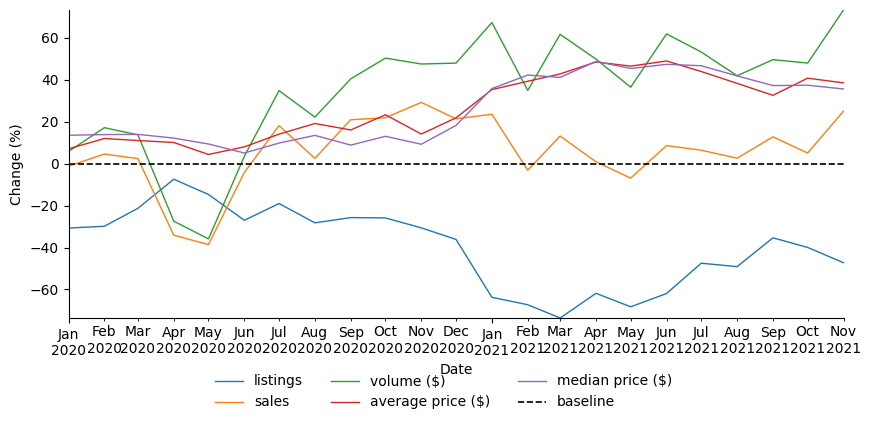 60
40
20
0
−20
−40
−60
Change (%)
Jan Feb Mar Apr May Jun Jul Aug Sep Oct Nov Dec Jan Feb Mar Apr May Jun Jul Aug Sep Oct Nov
2020 2020 2020 2020 2020 2020 2020 2020 2020 2020 2020 2020 2021 2021 2021 2021 2021 2021 2021 2021 2021 2021 2021
Date
listings volume ($) median price ($)
sales average price ($) baseline